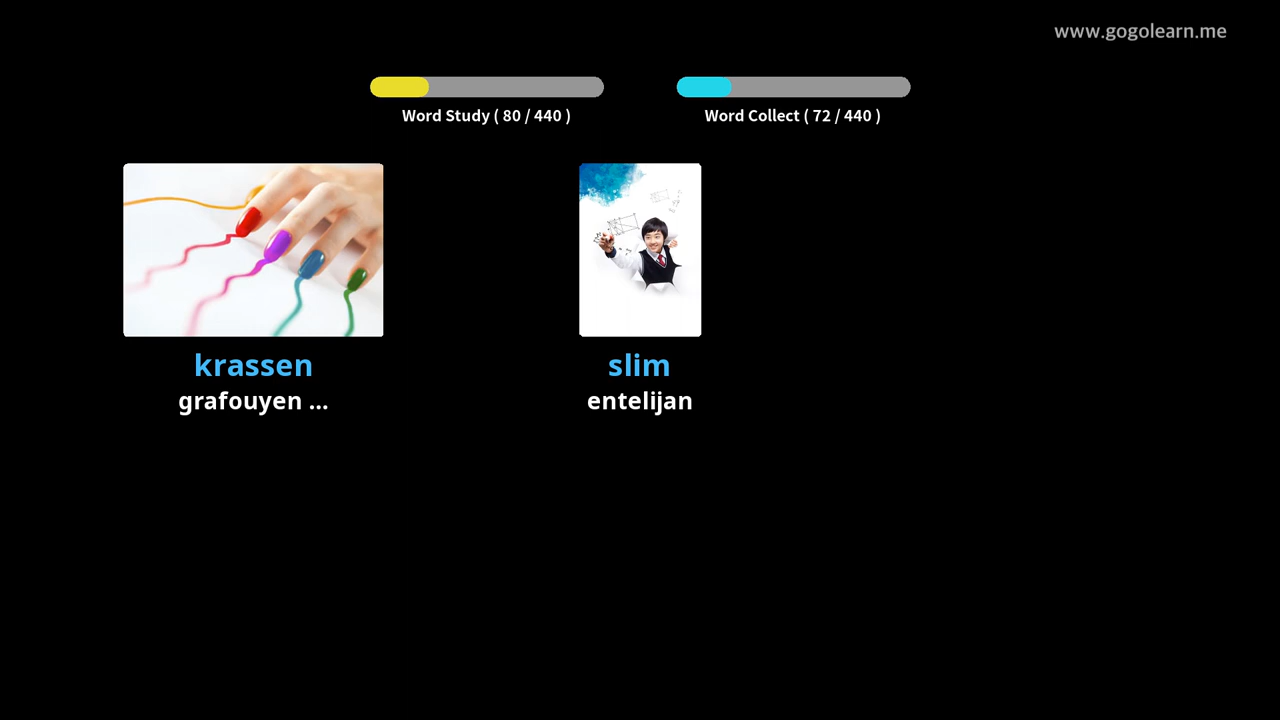 www.gogolearn.me
Word Study ( 80 / 440 )
Word Collect ( 72 / 440 )
krassen
grafouyen ...
slim
entelijan